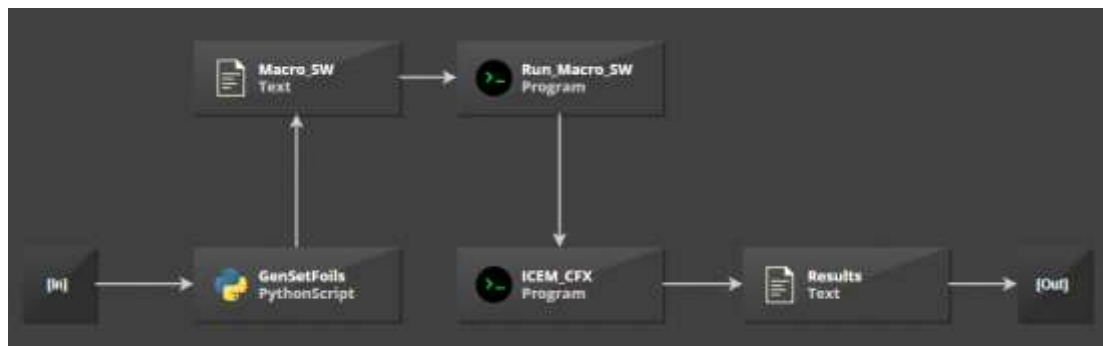 Macro_SW
Text
Run_Macro_SW
Program
[In]
GenSetFoils
PythonScript
ICEM_CFX
Program
Results
Text
[Out]